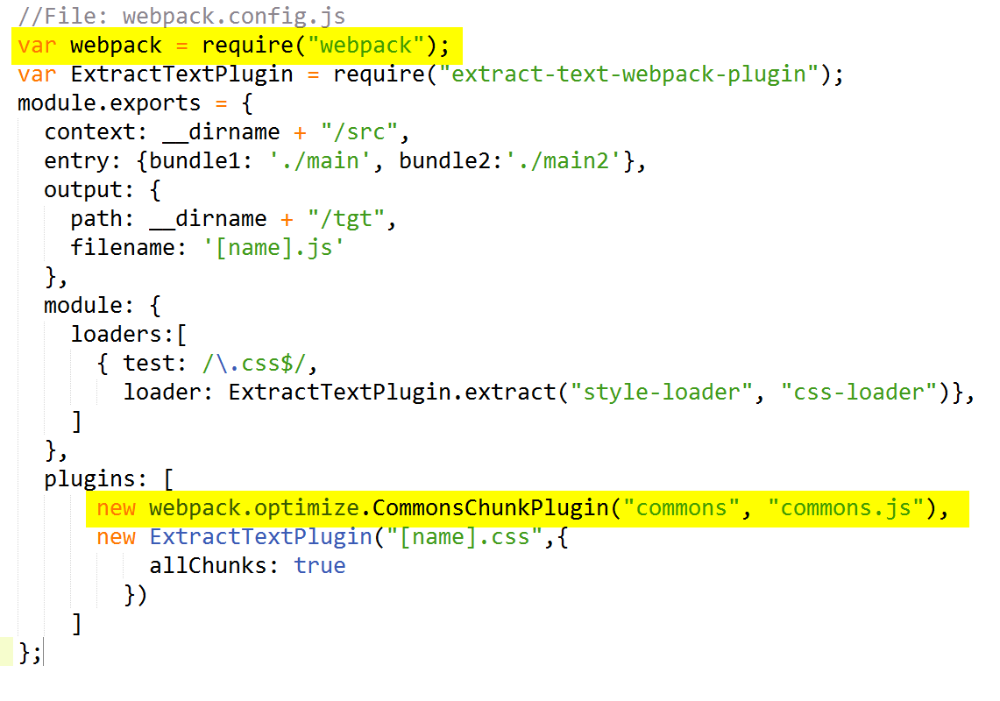 //File: webpack.config.js
var webpack = require("webpack");
var ExtractTextPlugin = require("extract-text-webpack-plugin");
module.exports = {
  context: __dirname + "/src",
  entry: {bundle1: './main', bundle2:'./main2'},
  output: {
    path: __dirname + "/tgt",
    filename: '[name].js'
  },
  module: {
    loaders:[
      { test: /\.css$/,
        loader: ExtractTextPlugin.extract("style-loader", "css-loader")},
    ]
  },
  plugins: [
      new webpack.optimize.CommonsChunkPlugin("commons", "commons.js"),
      new ExtractTextPlugin("[name].css",{
          allChunks: true
        })
    ]
};